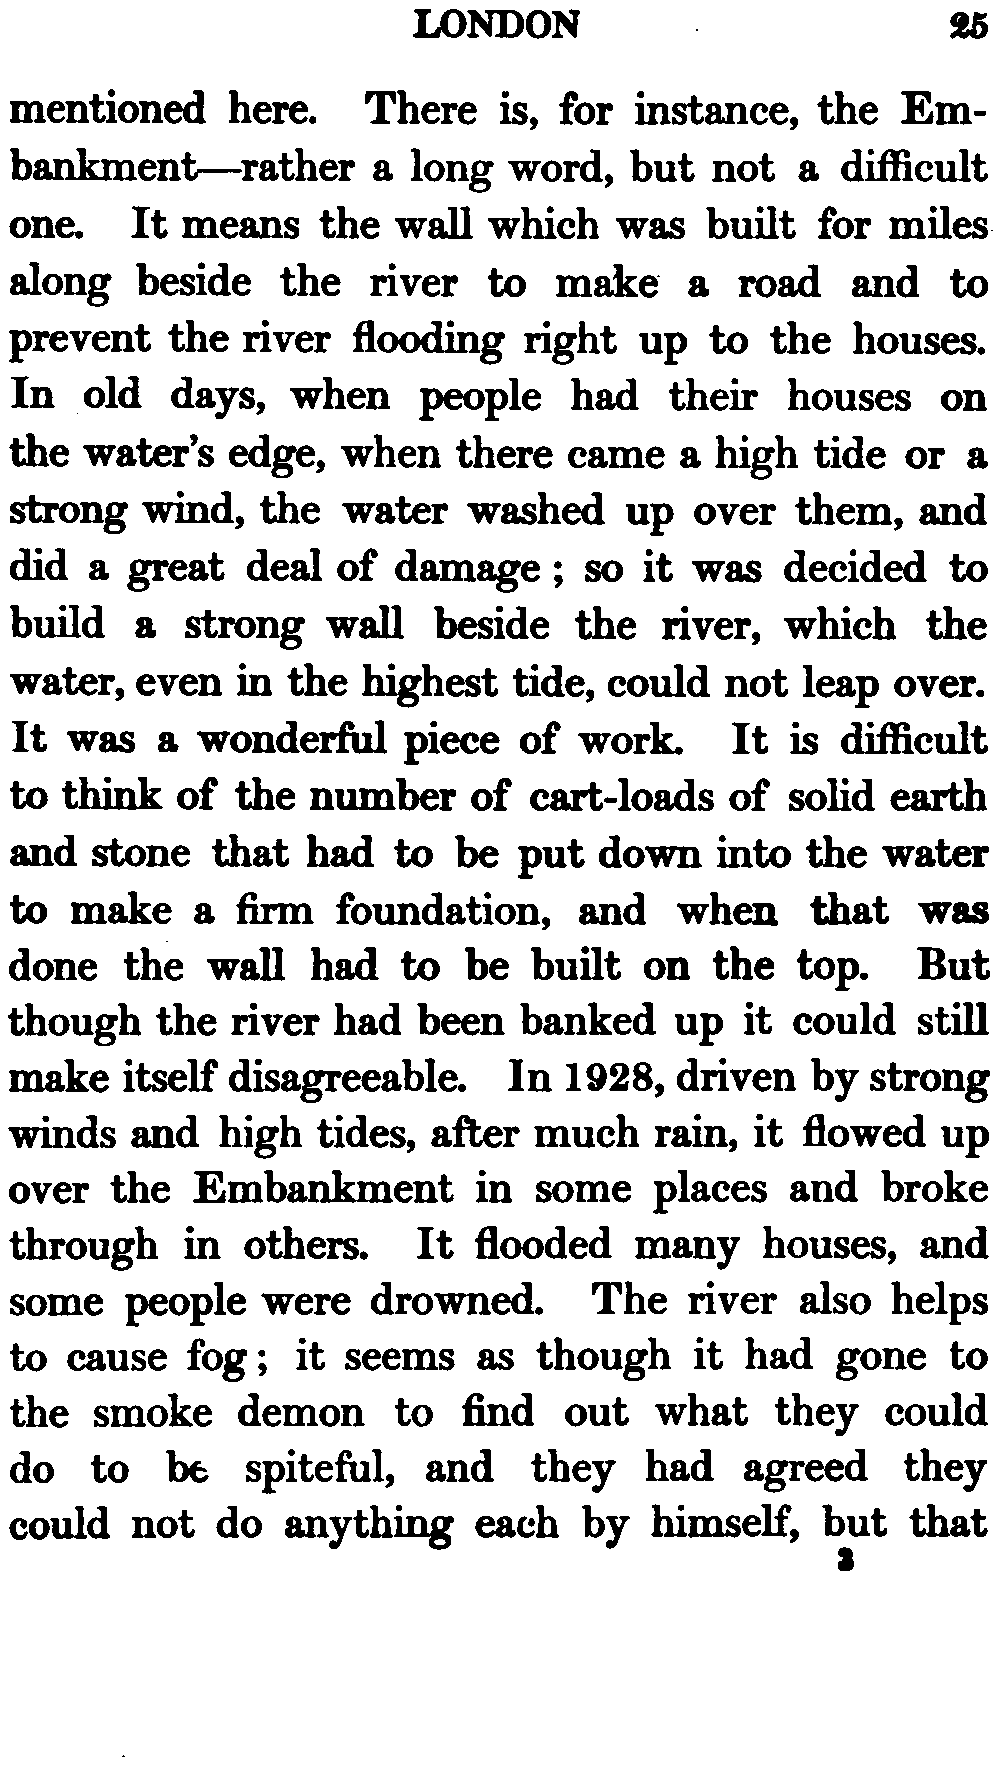 LONDON 25
mentioned here. There is, for instance, the Em-
bankment—rather a long word, but not a difficult
one. It means the wall which was built for miles
along beside the river to make a road and to
prevent the river flooding right up to the houses.
In old days, when people had their houses on
the water's edge, when there came a high tide or a
strong wind, the water washed up over them, and
did a great deal of damage ; so it was decided to
build a strong wall beside the river, which the
water, even in the highest tide, could not leap over.
It was a wonderful piece of work. It is difficult
to think of the number of cart-loads of solid earth
and stone that had to be put down into the water
to make a firm foundation, and when that was
done the wall had to be built on the top. But
though the river had been banked up it could still
make itself disagreeable. In 1928, driven by strong
winds and high tides, after much rain, it flowed up
over the Embankment in some places and broke
through in others. It flooded many houses, and
some people were drowned. The river also helps
to cause fog ; it seems as though it had gone to
the smoke demon to find out what they could
do to be spiteful, and they had agreed they
could not do anything each by himself, but that